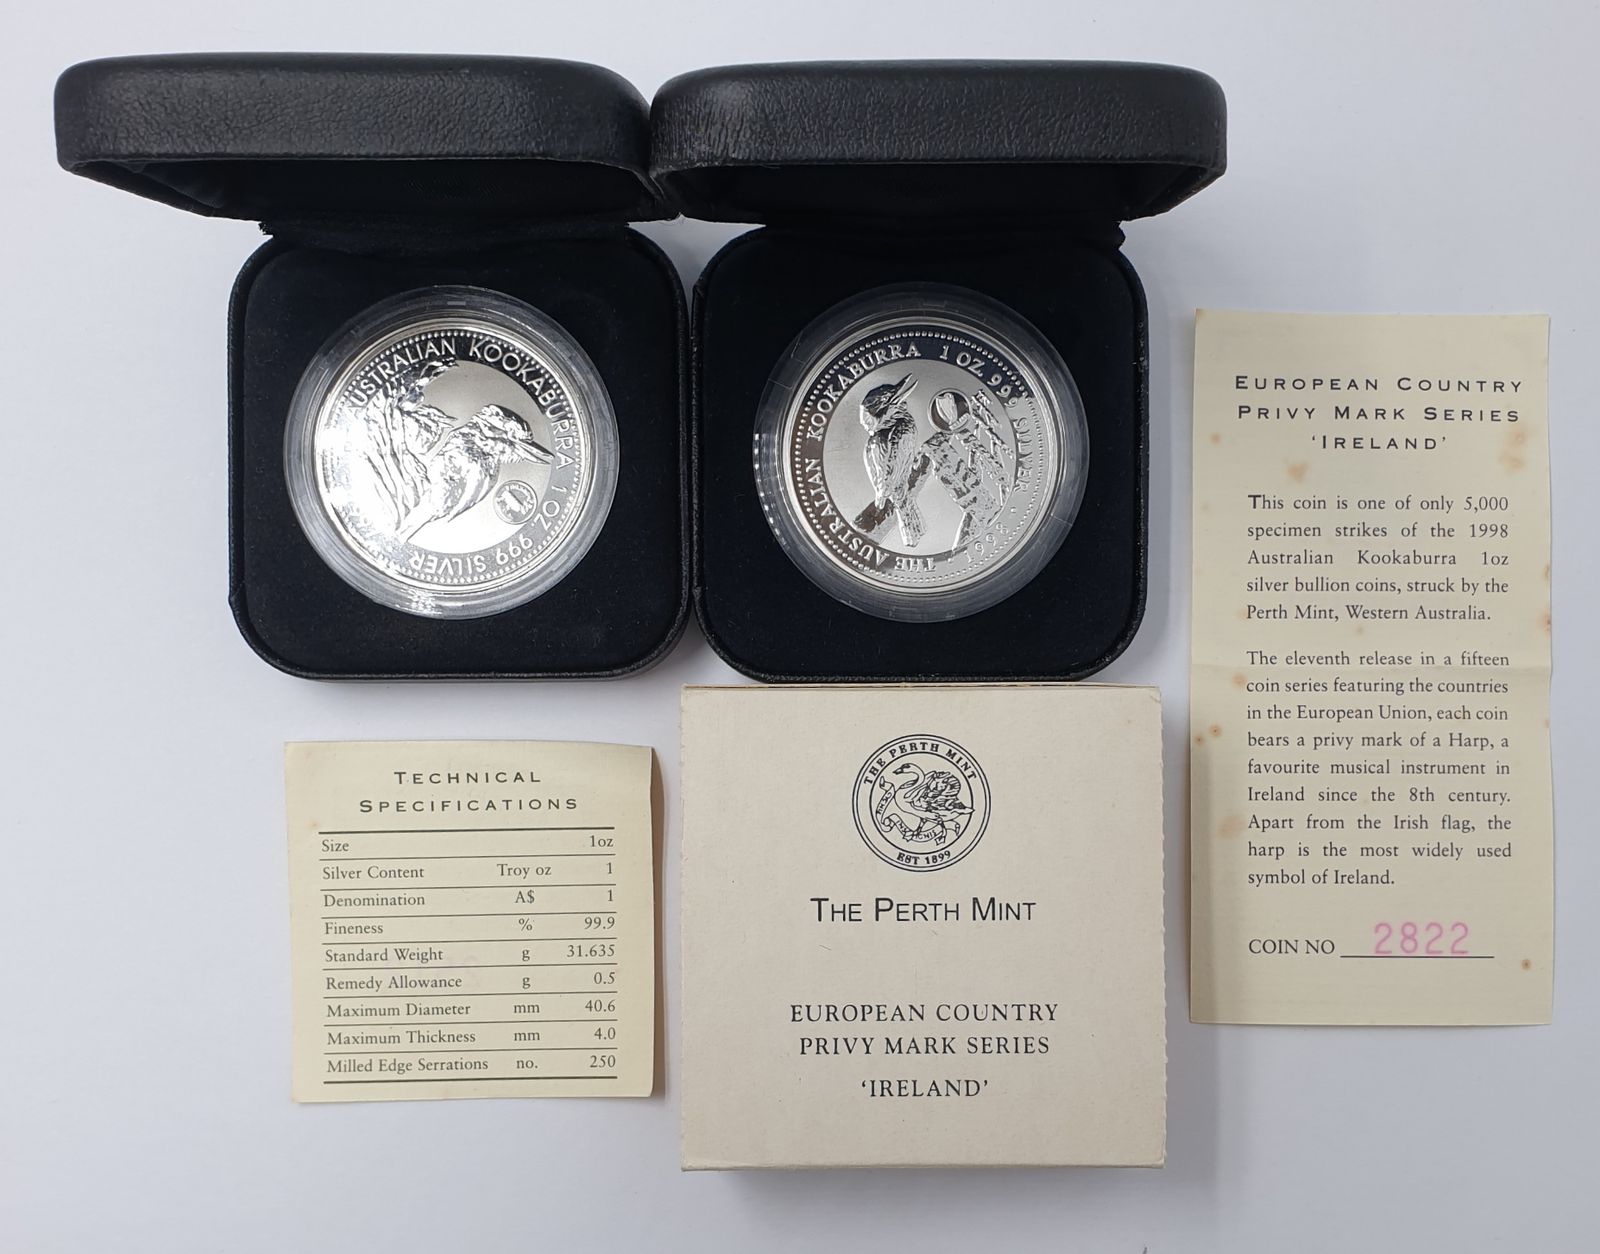 AUSTRALIAN KOOKABURRA 1 OZ. 999 SILVER
THE AUSTRALIAN KOOKABURRA 1 OZ. 999 SILVER
1998
EUROPEAN COUNTRY
PRIVY MARK SERIES
'IRELAND'
This coin is one of only 5,000
specimen strikes of the 1998
Australian Kookaburra 1oz
silver bullion coins, struck by the
Perth Mint, Western Australia.
The eleventh release in a fifteen
coin series featuring the countries
in the European Union, each coin
bears a privy mark of a Harp, a
favourite musical instrument in
Ireland since the 8th century.
Apart from the Irish flag, the
harp is the most widely used
symbol of Ireland.
COIN NO 2822
TECHNICAL
SPECIFICATIONS
Size 1oz
Silver Content Troy oz 1
Denomination A$ 1
Fineness % 99.9
Standard Weight g 31.635
Remedy Allowance g 0.5
Maximum Diameter mm 40.6
Maximum Thickness mm 4.0
Milled Edge Serrations no. 250
THE PERTH MINT
EST 1899
THE PERTH MINT
EUROPEAN COUNTRY
PRIVY MARK SERIES
'IRELAND'